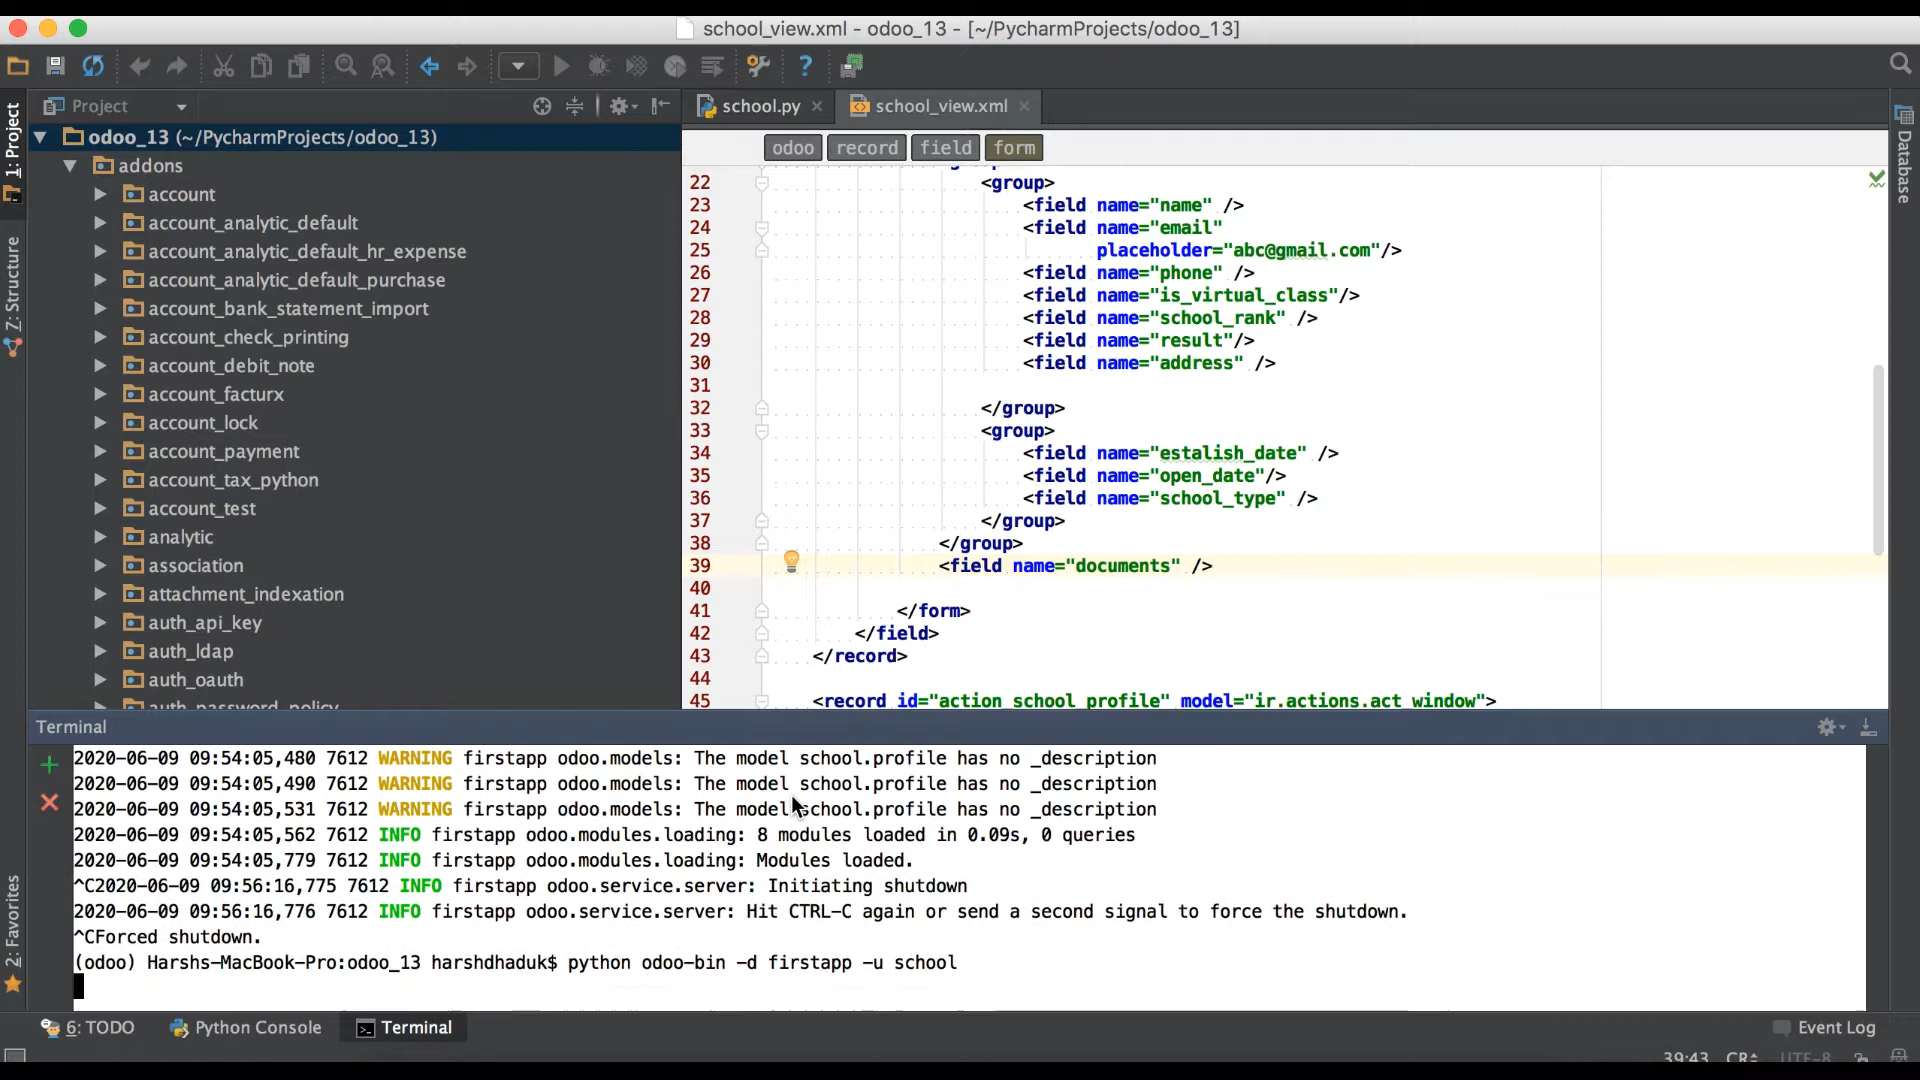 school_view.xml - odoo_13 - [~/PycharmProjects/odoo_13]
Project
school.py
school_view.xml
odoo_13 (~/PycharmProjects/odoo_13)
addons
account
account_analytic_default
account_analytic_default_hr_expense
account_analytic_default_purchase
account_bank_statement_import
account_check_printing
account_debit_note
account_facturx
account_lock
account_payment
account_tax_python
account_test
analytic
association
attachment_indexation
auth_api_key
auth_ldap
auth_oauth
auth_password_policy
1: Project
7: Structure
2: Favorites
Database
odoo record field form
22 <group>
23 <field name="name" />
24 <field name="email"
25 placeholder="abc@gmail.com"/>
26 <field name="phone" />
27 <field name="is_virtual_class"/>
28 <field name="school_rank" />
29 <field name="result"/>
30 <field name="address" />
31
32 </group>
33 <group>
34 <field name="estalish_date" />
35 <field name="open_date"/>
36 <field name="school_type" />
37 </group>
38 </group>
39 <field name="documents" />
40
41 </form>
42 </field>
43 </record>
44
45 <record id="action_school_profile" model="ir.actions.act_window">
Terminal
2020-06-09 09:54:05,480 7612 WARNING firstapp odoo.models: The model school.profile has no _description
2020-06-09 09:54:05,490 7612 WARNING firstapp odoo.models: The model school.profile has no _description
2020-06-09 09:54:05,531 7612 WARNING firstapp odoo.models: The model school.profile has no _description
2020-06-09 09:54:05,562 7612 INFO firstapp odoo.modules.loading: 8 modules loaded in 0.09s, 0 queries
2020-06-09 09:54:05,779 7612 INFO firstapp odoo.modules.loading: Modules loaded.
^C2020-06-09 09:56:16,775 7612 INFO firstapp odoo.service.server: Initiating shutdown
2020-06-09 09:56:16,776 7612 INFO firstapp odoo.service.server: Hit CTRL-C again or send a second signal to force the shutdown.
^CForced shutdown.
(odoo) Harshs-MacBook-Pro:odoo_13 harshdhaduk$ python odoo-bin -d firstapp -u school
6: TODO Python Console Terminal Event Log
39:43 CR UTF-8